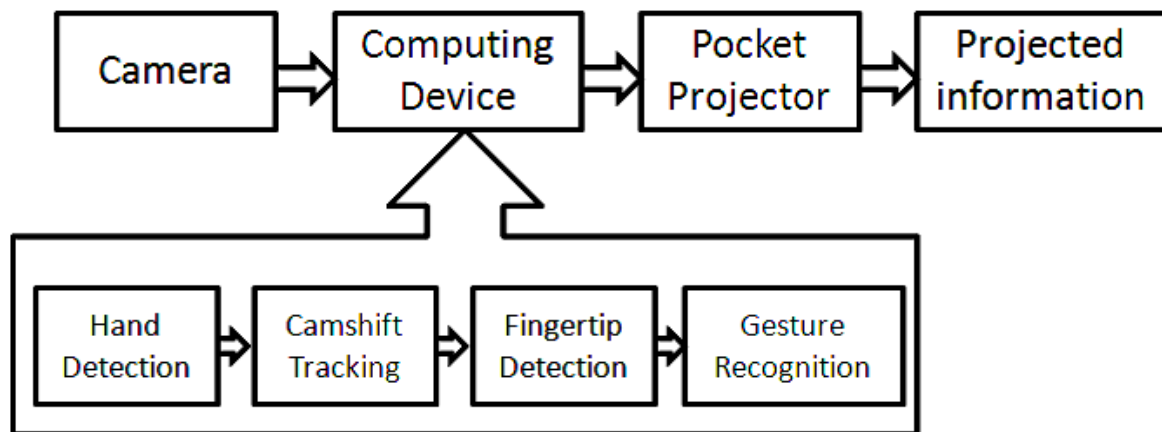 Camera
Computing
Device
Pocket
Projector
Projected
information
Hand
Detection
Camshift
Tracking
Fingertip
Detection
Gesture
Recognition